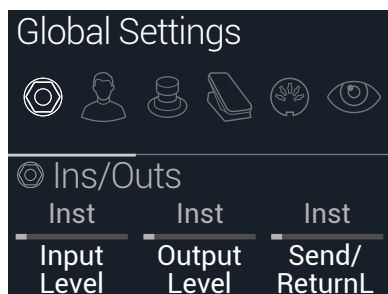 Global Settings
Ins/Outs
Inst Inst Inst
Input Output Send/
Level Level ReturnL